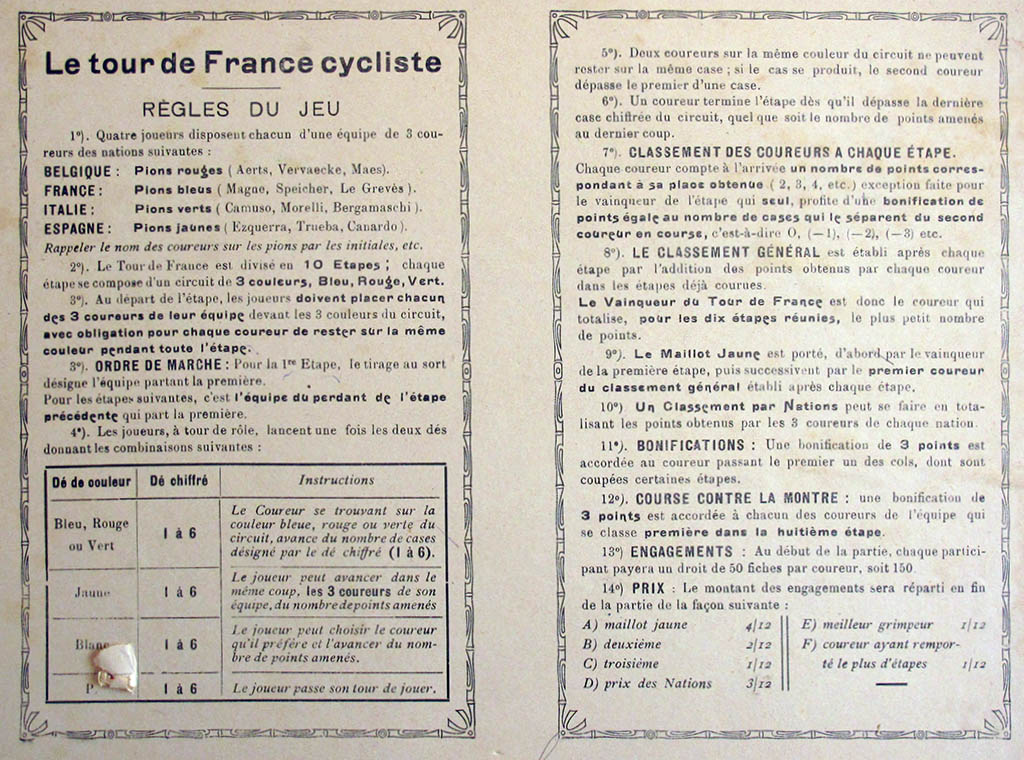 Le tour de France cycliste
RÈGLES DU JEU
1º). Quatre joueurs disposent chacun d'une équipe de 3 cou-
reurs des nations suivantes :
BELGIQUE : Pions rouges ( Aerts, Vervaecke, Maes).
FRANCE : Pions bleus ( Magne, Speicher, Le Grevès ).
ITALIE : Pions verts ( Camuso, Morelli, Bergamaschi ).
ESPAGNE : Pions jaunes ( Ezquerra, Trueba, Canardo ).
Rappeler le nom des coureurs sur les pions par les initiales, etc.
2º). Le Tour de France est divisé en 10 Etapes ; chaque
étape se compose d'un circuit de 3 couleurs, Bleu, Rouge, Vert.
3º). Au départ de l'étape, les joueurs doivent placer chacun
des 3 coureurs de leur équipe devant les 3 couleurs du circuit,
avec obligation pour chaque coureur de rester sur la même
couleur pendant toute l'étape.
3º). ORDRE DE MARCHE : Pour la 1re Etape, le tirage au sort
désigne l'équipe partant la première.
Pour les étapes suivantes, c'est l'équipe du perdant de l'étape
précédente qui part la première.
4º). Les joueurs, à tour de rôle, lancent une fois les deux dés
donnant les combinaisons suivantes :
Dé de couleur Dé chiffré Instructions
Bleu, Rouge
ou Vert
1 à 6
Le Coureur se trouvant sur la
couleur bleue, rouge ou verte du
circuit, avance du nombre de cases
désigné par le dé chiffré (1 à 6).
Jaune
1 à 6
Le joueur peut avancer dans le
même coup, les 3 coureurs de son
équipe, du nombre de points amenés
Blanc
1 à 6
Le joueur peut choisir le coureur
qu'il préfère et l'avancer du nom-
bre de points amenés.
1 à 6
Le joueur passe son tour de jouer.
5º). Deux coureurs sur la même couleur du circuit ne peuvent
rester sur la même case ; si le cas se produit, le second coureur
dépasse le premier d'une case.
6º). Un coureur termine l'étape dès qu'il dépasse la dernière
case chiffrée du circuit, quel que soit le nombre de points amenés
au dernier coup.
7º). CLASSEMENT DES COUREURS A CHAQUE ÉTAPE.
Chaque coureur compte à l'arrivée un nombre de points corres-
pondant à sa place obtenue ( 2, 3, 4, etc. ) exception faite pour
le vainqueur de l'étape qui seul, profite d'une bonification de
points égale au nombre de cases qui le séparent du second
coureur en course, c'est-à-dire O, (—1), (—2), (—3) etc.
8º). LE CLASSEMENT GÉNÉRAL est établi après chaque
étape par l'addition des points obtenus par chaque coureur
dans les étapes déjà courues.
Le Vainqueur du Tour de France est donc le coureur qui
totalise, pour les dix étapes réunies, le plus petit nombre
de points.
9º). Le Maillot Jaune est porté, d'abord par le vainqueur
de la première étape, puis successivement par le premier coureur
du classement général établi après chaque étape.
10º) Un Classement par Nations peut se faire en tota-
lisant les points obtenus par les 3 coureurs de chaque nation.
11º). BONIFICATIONS : Une bonification de 3 points est
accordée au coureur passant le premier un des cols, dont sont
coupées certaines étapes.
12º). COURSE CONTRE LA MONTRE : une bonification de
3 points est accordée à chacun des coureurs de l'équipe qui
se classe première dans la huitième étape.
13º) ENGAGEMENTS : Au début de la partie, chaque partici-
pant payera un droit de 50 fiches par coureur, soit 150.
14º) PRIX : Le montant des engagements sera réparti en fin
de la partie de la façon suivante :
A) maillot jaune 4/12
B) deuxième 2/12
C) troisième 1/12
D) prix des Nations 3/12
E) meilleur grimpeur 1/12
F) coureur ayant rempor-
té le plus d'étapes 1/12